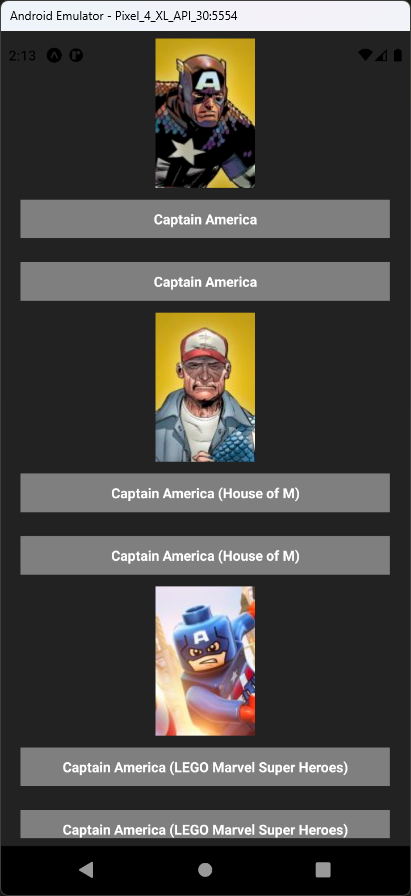 Android Emulator - Pixel_4_XL_API_30:5554
2:13
A
Captain America
Captain America
Captain America (House of M)
Captain America (House of M)
A
Captain America (LEGO Marvel Super Heroes)
Captain America (LEGO Marvel Super Heroes)